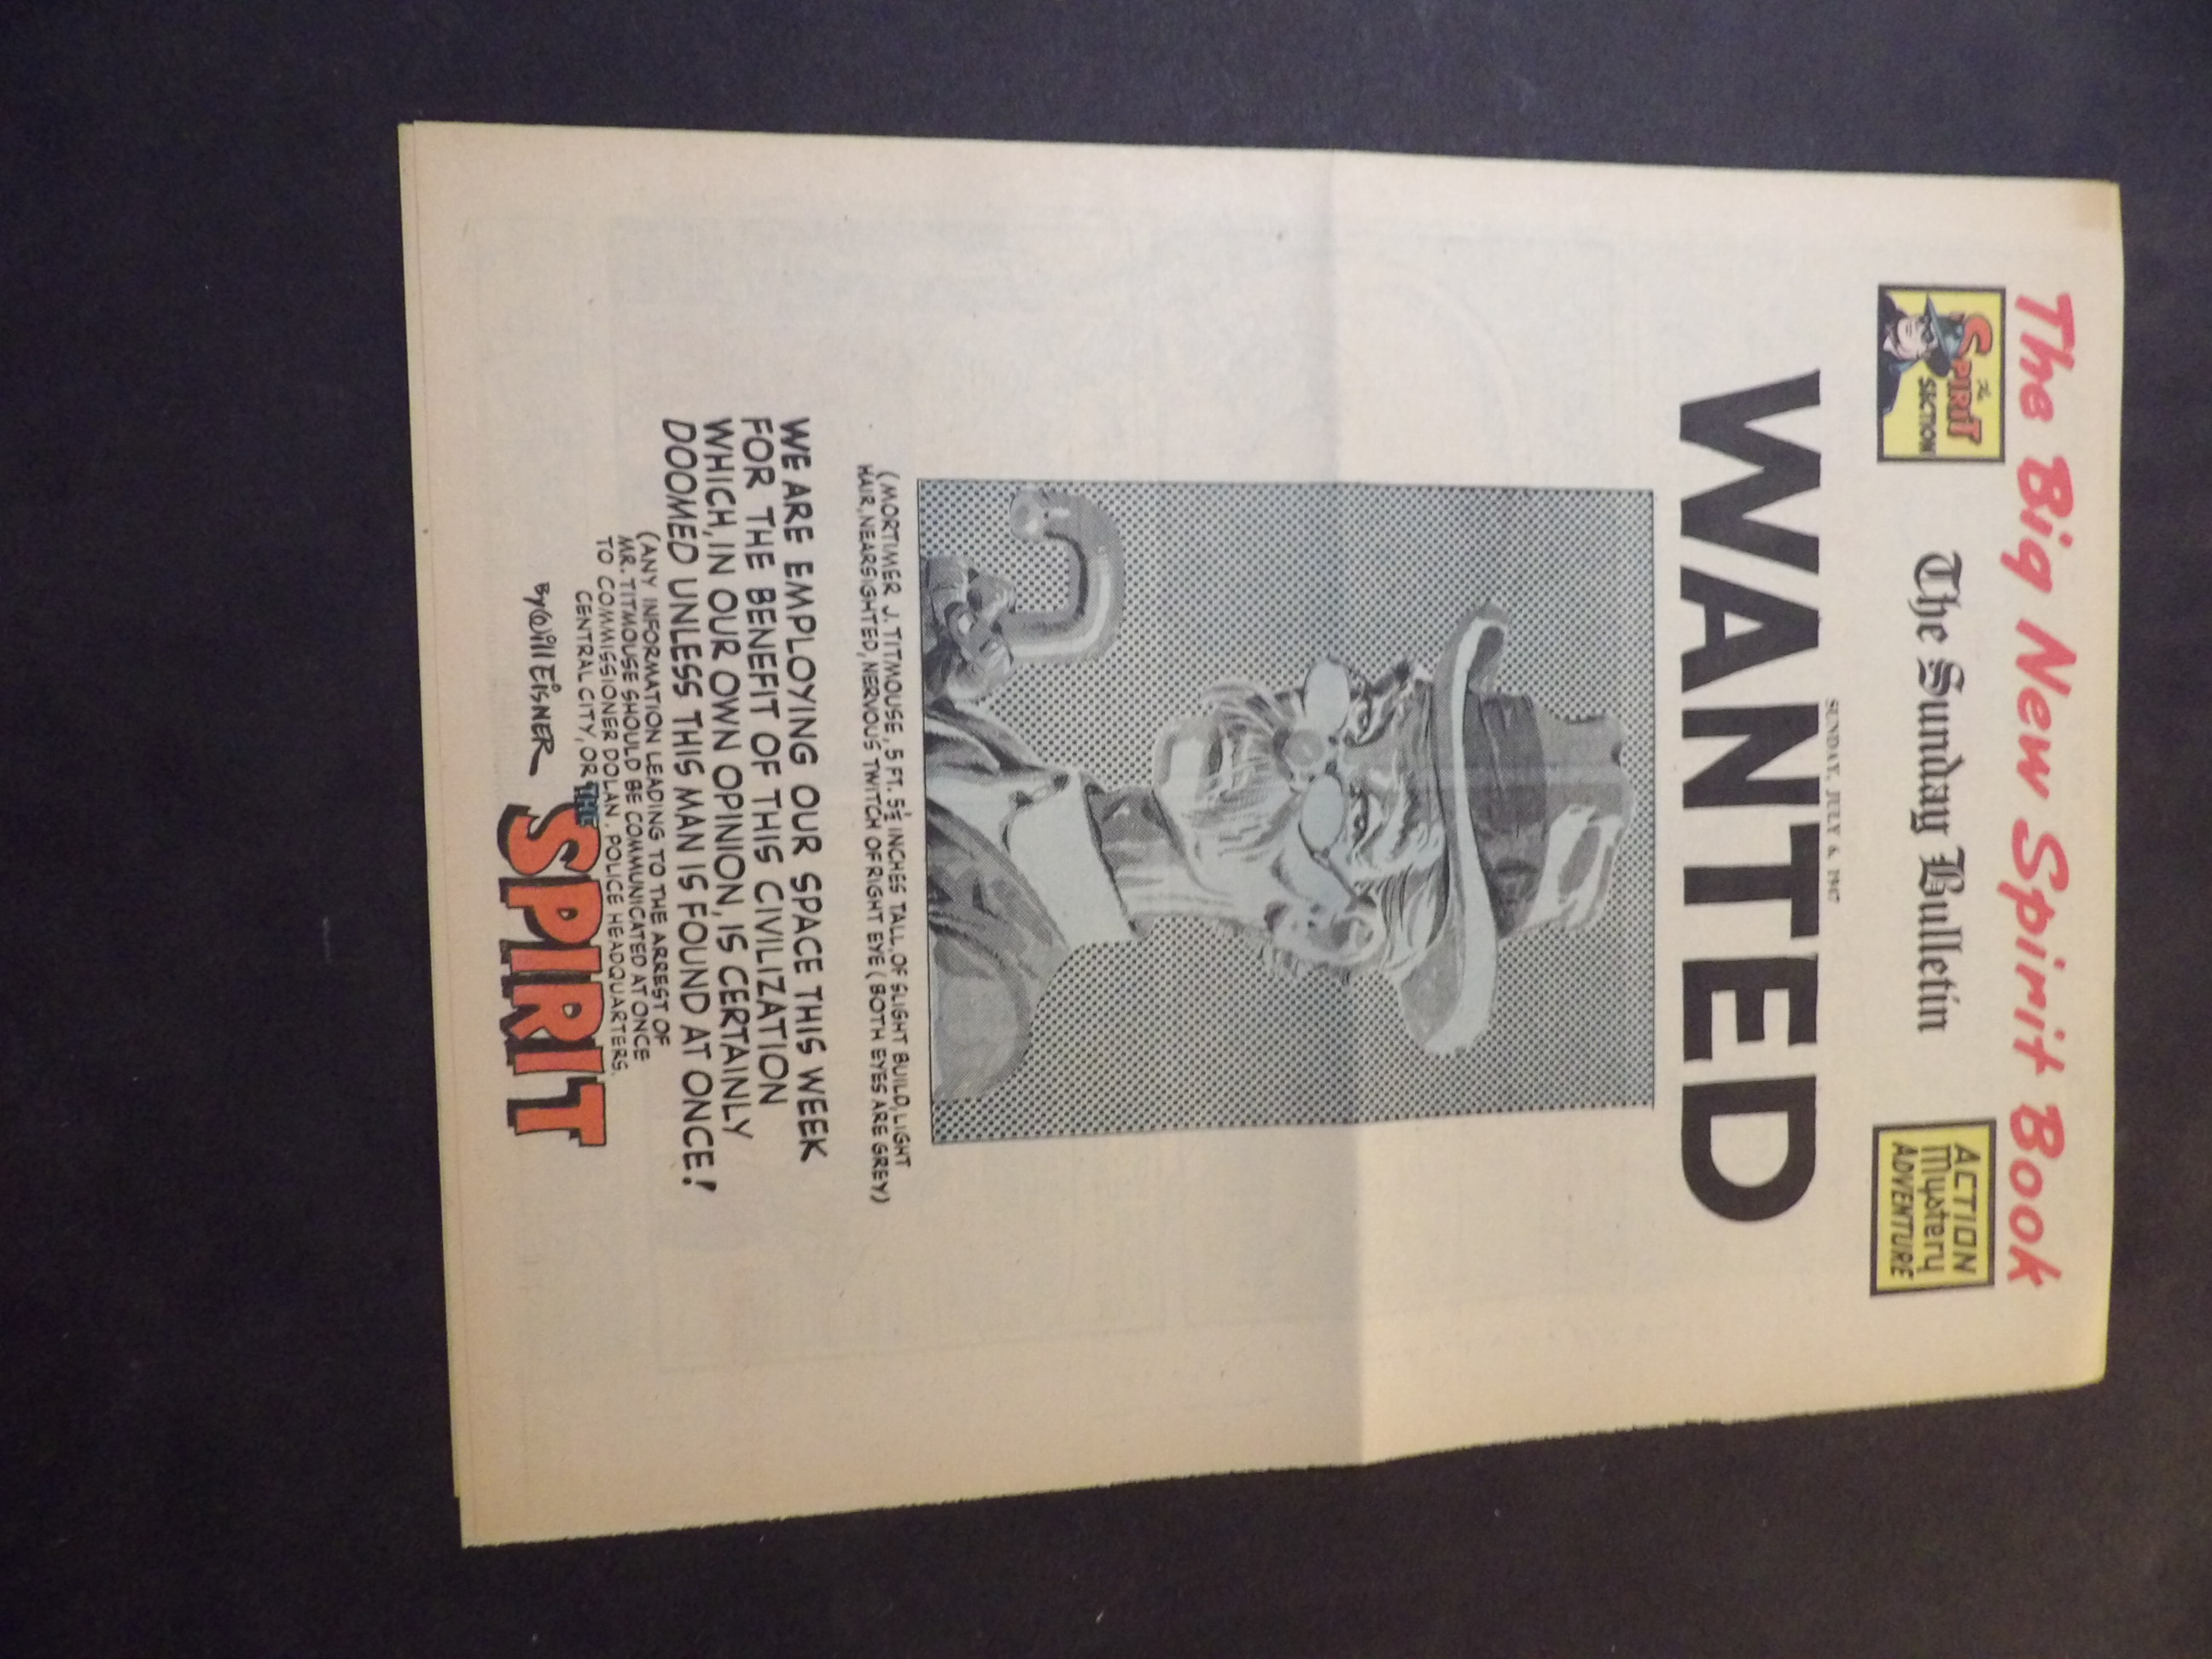 The Big New Spirit Book
The SPIRIT SECTION
The Sunday Bulletin
ACTION
Mystery
ADVENTURE
SUNDAY, JULY 6, 1947
WANTED
(MORTIMER J. TITMOUSE, 5 FT. 5½ INCHES TALL, OF SLIGHT BUILD, LIGHT
HAIR, NEARSIGHTED, NERVOUS TWITCH OF RIGHT EYE (BOTH EYES ARE GREY)
WE ARE EMPLOYING OUR SPACE THIS WEEK
FOR THE BENEFIT OF THIS CIVILIZATION
WHICH, IN OUR OWN OPINION, IS CERTAINLY
DOOMED UNLESS THIS MAN IS FOUND AT ONCE!
(ANY INFORMATION LEADING TO THE ARREST OF
MR. TITMOUSE SHOULD BE COMMUNICATED AT ONCE
TO COMMISSIONER DOLAN, POLICE HEADQUARTERS,
CENTRAL CITY, OR THE
SPIRIT
By Will EISNER